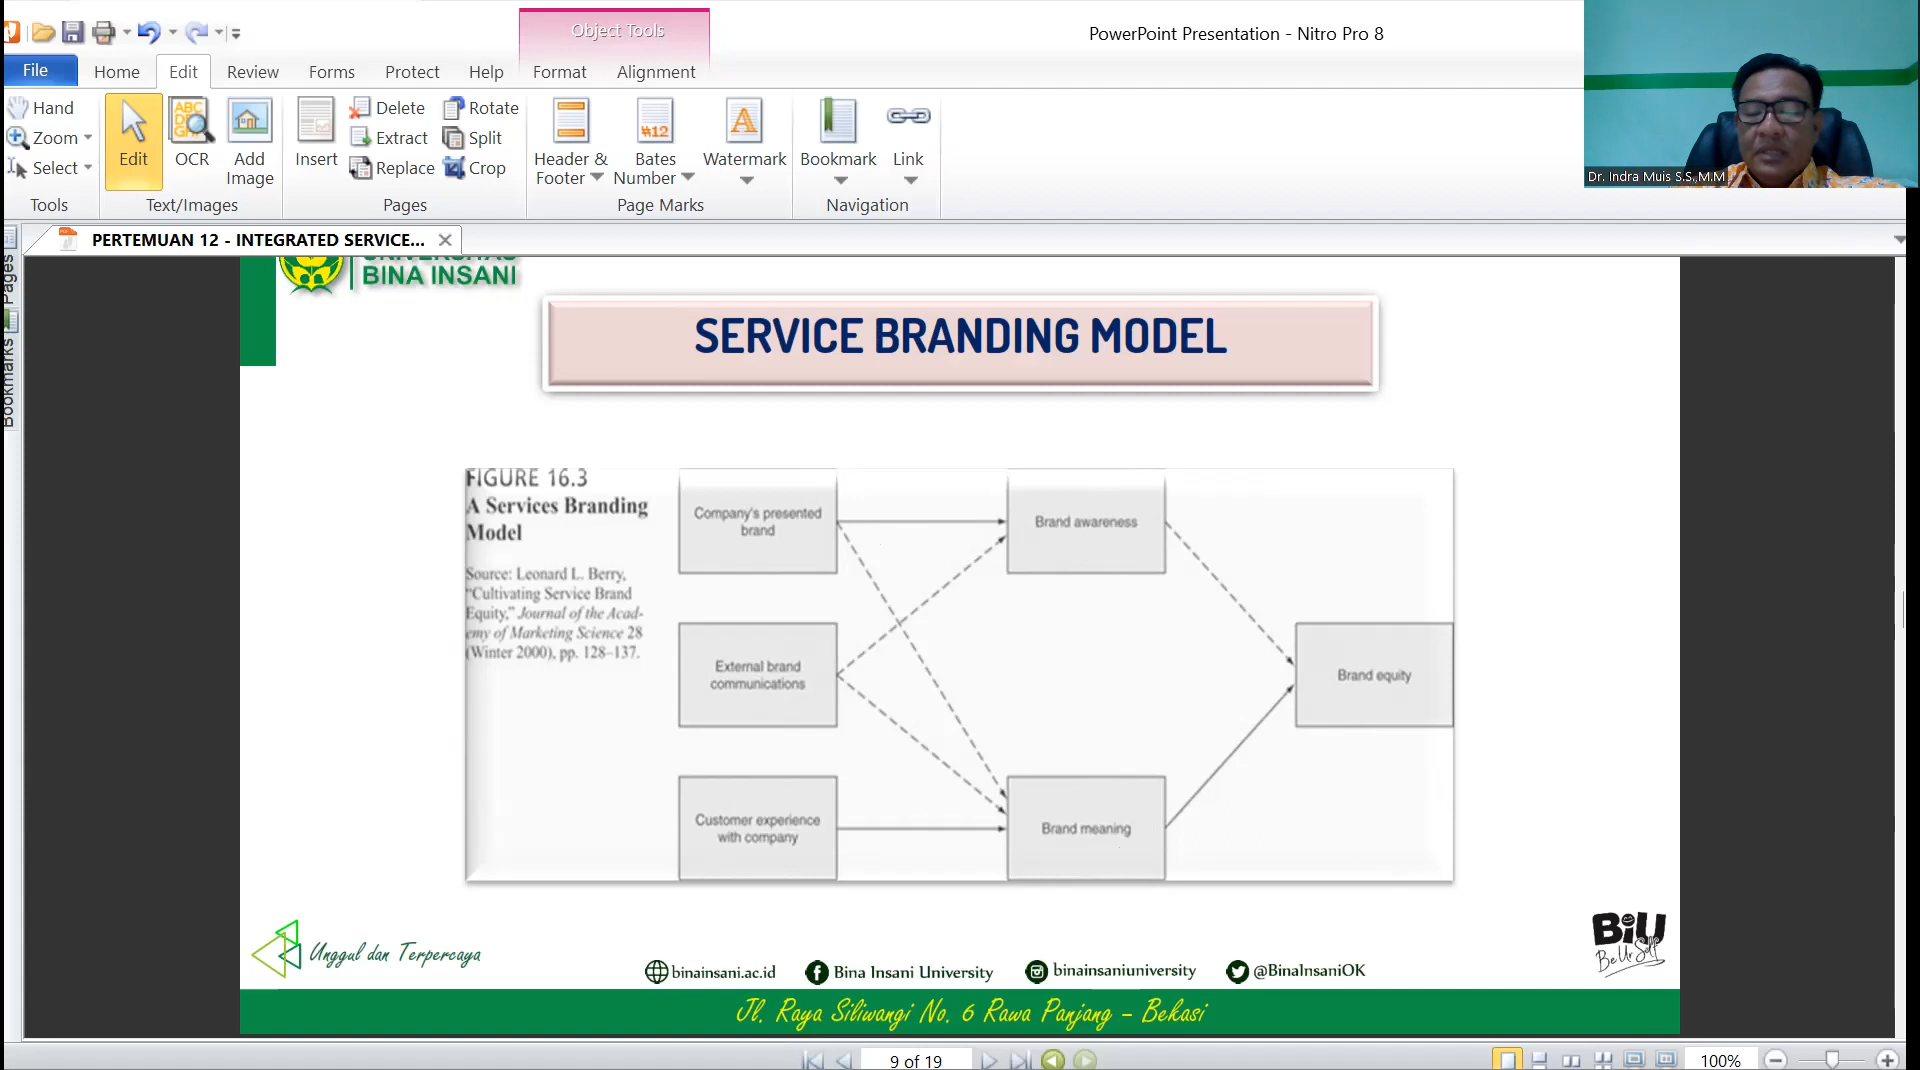 Object Tools
PowerPoint Presentation - Nitro Pro 8
File Home Edit Review Forms Protect Help Format Alignment
Hand
Zoom
Select
Tools
Edit
OCR
Add Image
Text/Images
Insert
Delete
Extract
Replace
Rotate
Split
Crop
Pages
Header & Footer
Bates Number
Watermark
Page Marks
Bookmark
Link
Navigation
Dr. Indra Muis S.S.,M.M
PERTEMUAN 12 - INTEGRATED SERVICE...
Pages
Bookmarks
UNIVERSITAS
BINA INSANI
SERVICE BRANDING MODEL
FIGURE 16.3
A Services Branding
Model
Source: Leonard L. Berry,
“Cultivating Service Brand
Equity,” Journal of the Acad-
emy of Marketing Science 28
(Winter 2000), pp. 128–137.
Company's presented
brand
Brand awareness
External brand
communications
Brand equity
Customer experience
with company
Brand meaning
Unggul dan Terpercaya
binainsani.ac.id
Bina Insani University
binainsaniuniversity
@BinaInsaniOK
BiU
Be Ur Self
Jl. Raya Siliwangi No. 6 Rawa Panjang – Bekasi
9 of 19
100%